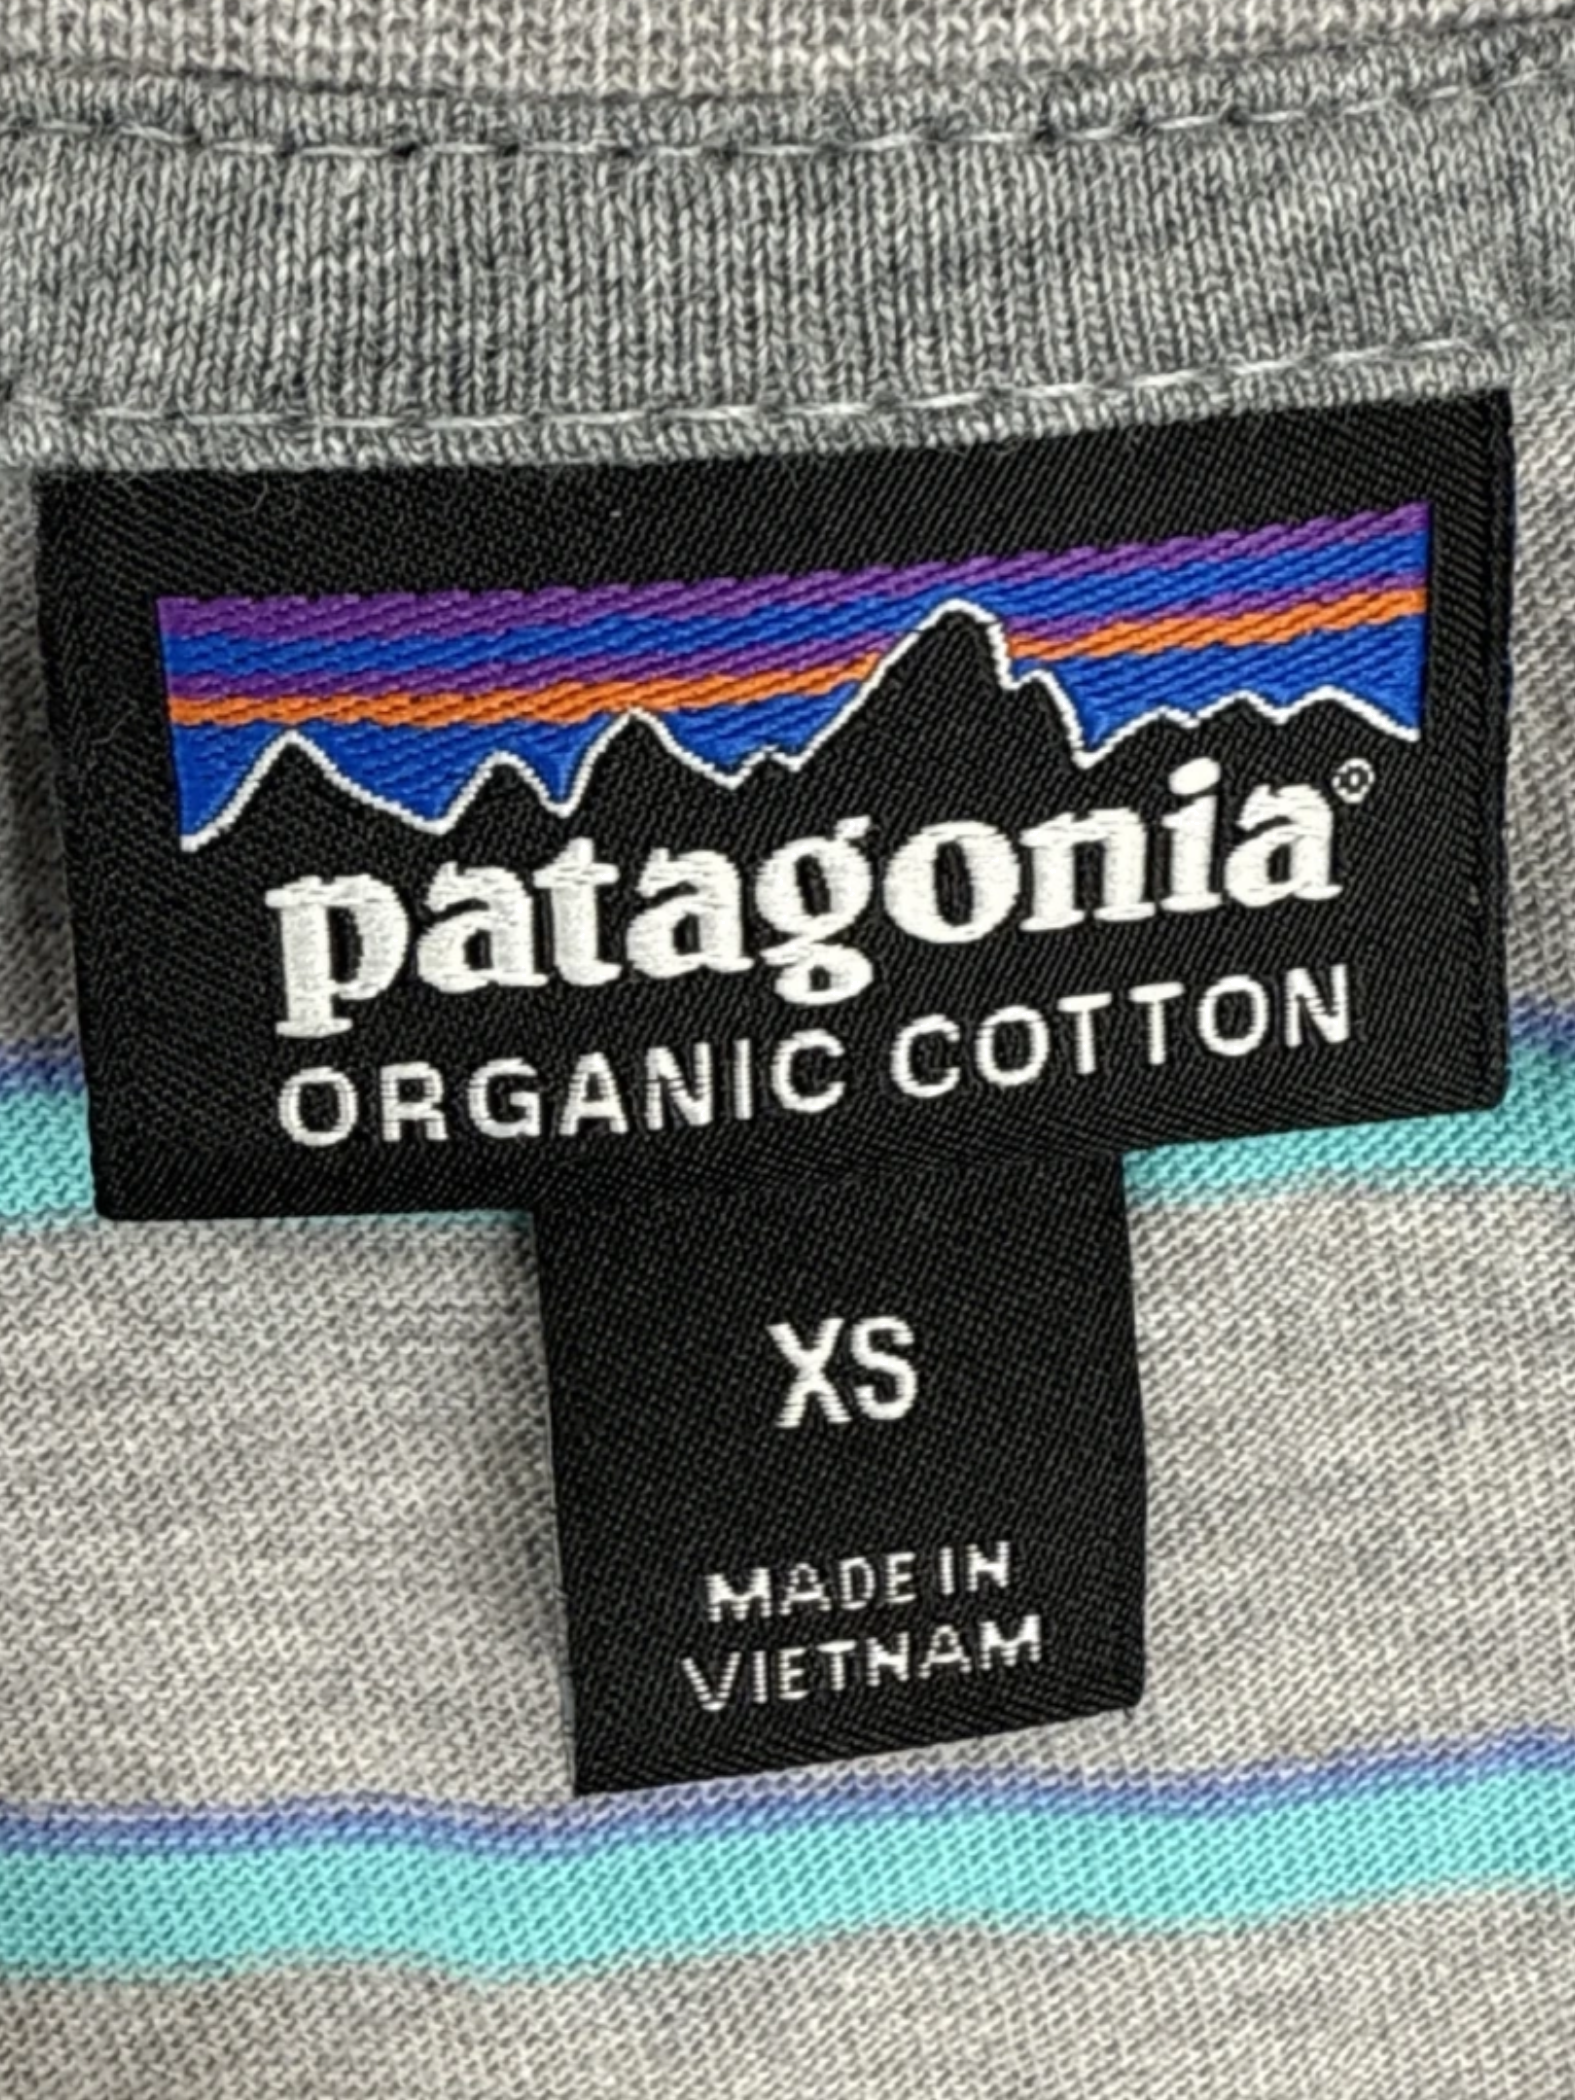 patagonia®
ORGANIC COTTON
XS
MADE IN
VIETNAM